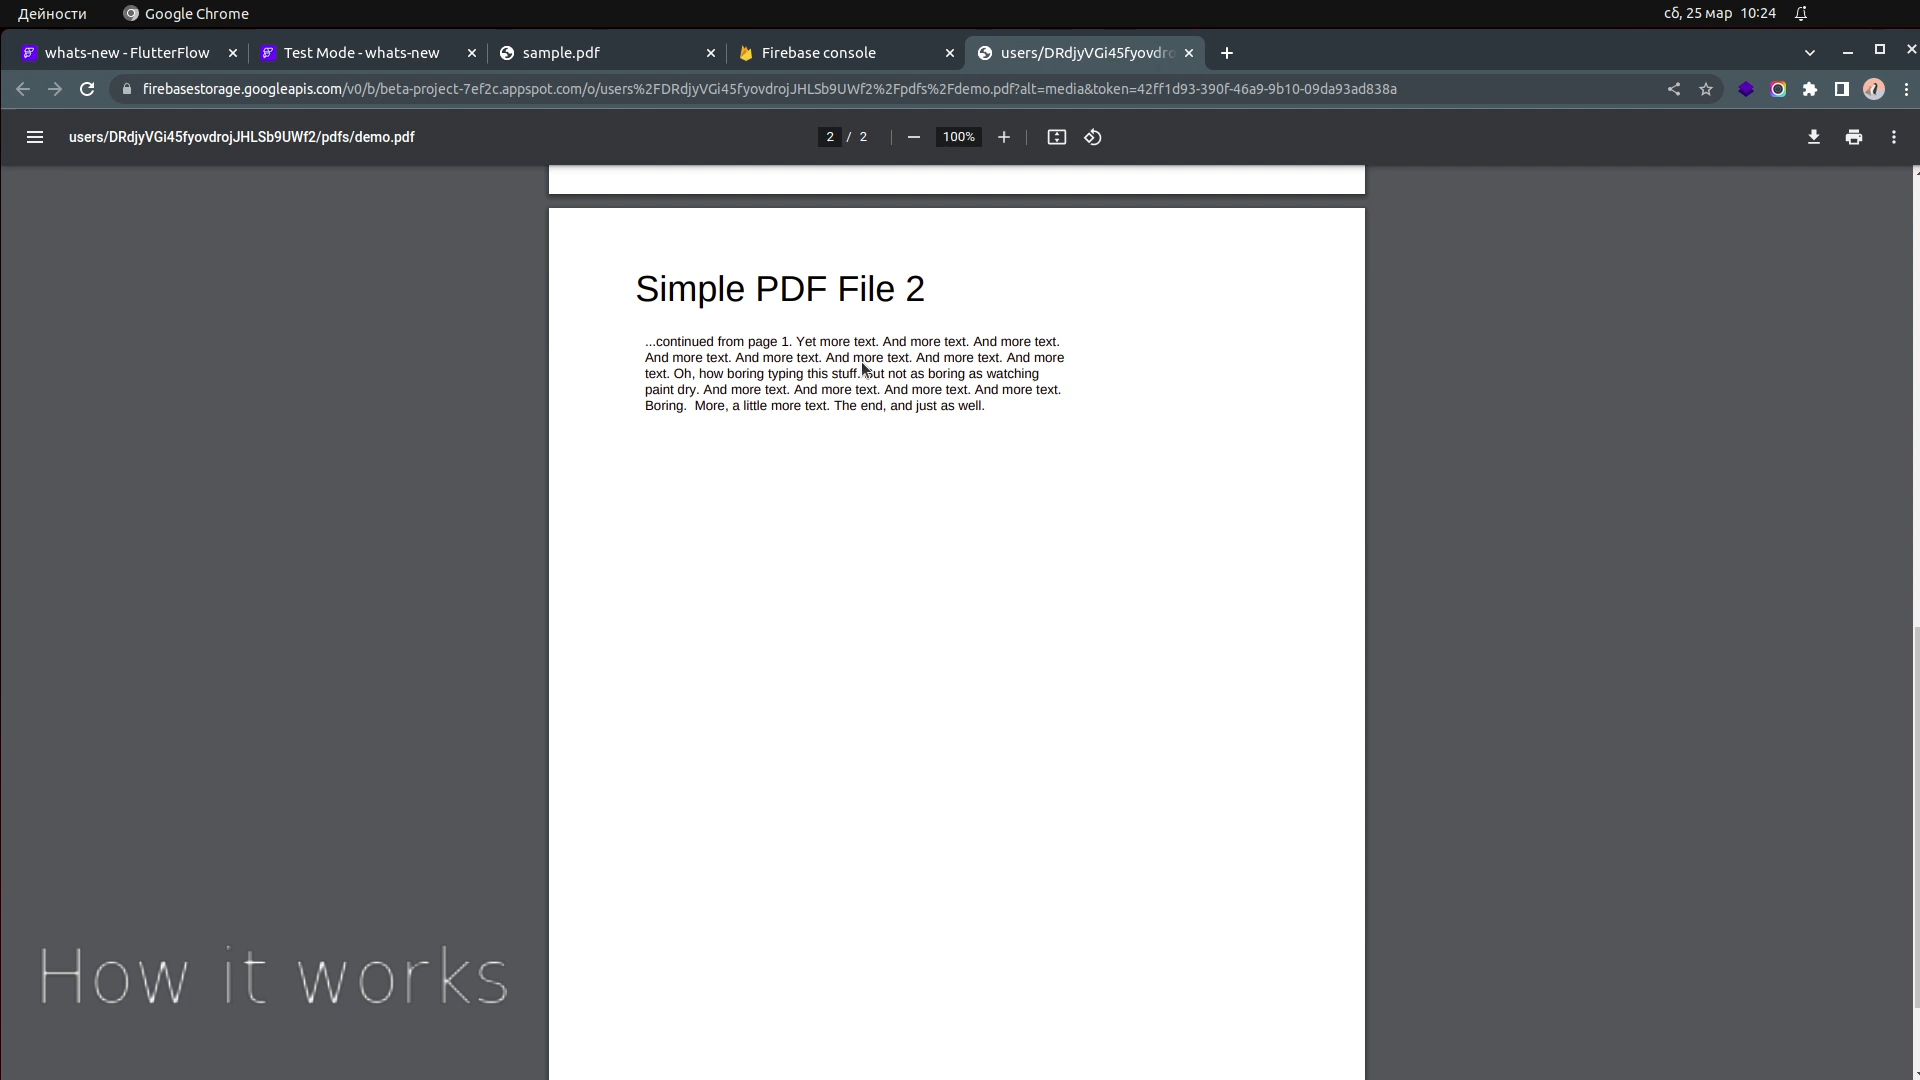 Дейности
Google Chrome
сб, 25 мар 10:24
whats-new - FlutterFlow
Test Mode - whats-new
sample.pdf
Firebase console
users/DRdjyVGi45fyovdro
firebasestorage.googleapis.com/v0/b/beta-project-7ef2c.appspot.com/o/users%2FDRdjyVGi45fyovdrojJHLSb9UWf2%2Fpdfs%2Fdemo.pdf?alt=media&token=42ff1d93-390f-46a9-9b10-09da93ad838a
users/DRdjyVGi45fyovdrojJHLSb9UWf2/pdfs/demo.pdf
2 / 2
100%
Simple PDF File 2
...continued from page 1. Yet more text. And more text. And more text.
And more text. And more text. And more text. And more text. And more
text. Oh, how boring typing this stuff. But not as boring as watching
paint dry. And more text. And more text. And more text. And more text.
Boring. More, a little more text. The end, and just as well.
How it works